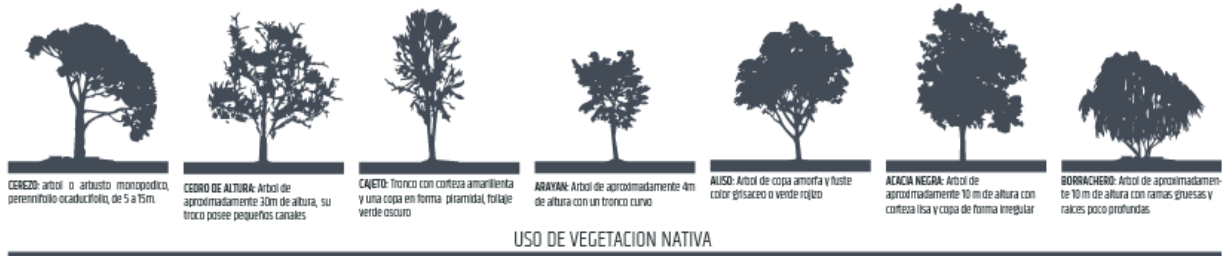 CEREZO: arbol o arbusto monopodico,
perennifolio ocaducifolio, de 5 a 15m.
CEDRO DE ALTURA: Arbol de
aproximadamente 30m de altura, su
troco posee pequeños canales
CAJETO: Tronco con corteza amarillenta
y una copa en forma piramidal, follaje
verde oscuro
ARAYAN: Arbol de aproximadamente 4m
de altura con un tronco curvo
ALISO: Arbol de copa amorfa y fuste
color grisaceo o verde rojizo
ACACIA NEGRA: Arbol de
aproximadamente 10 m de altura con
corteza lisa y copa de forma irregular
BORRACHERO: Arbol de aproximadamen-
te 10 m de altura con ramas gruesas y
raices poco profundas
USO DE VEGETACION NATIVA